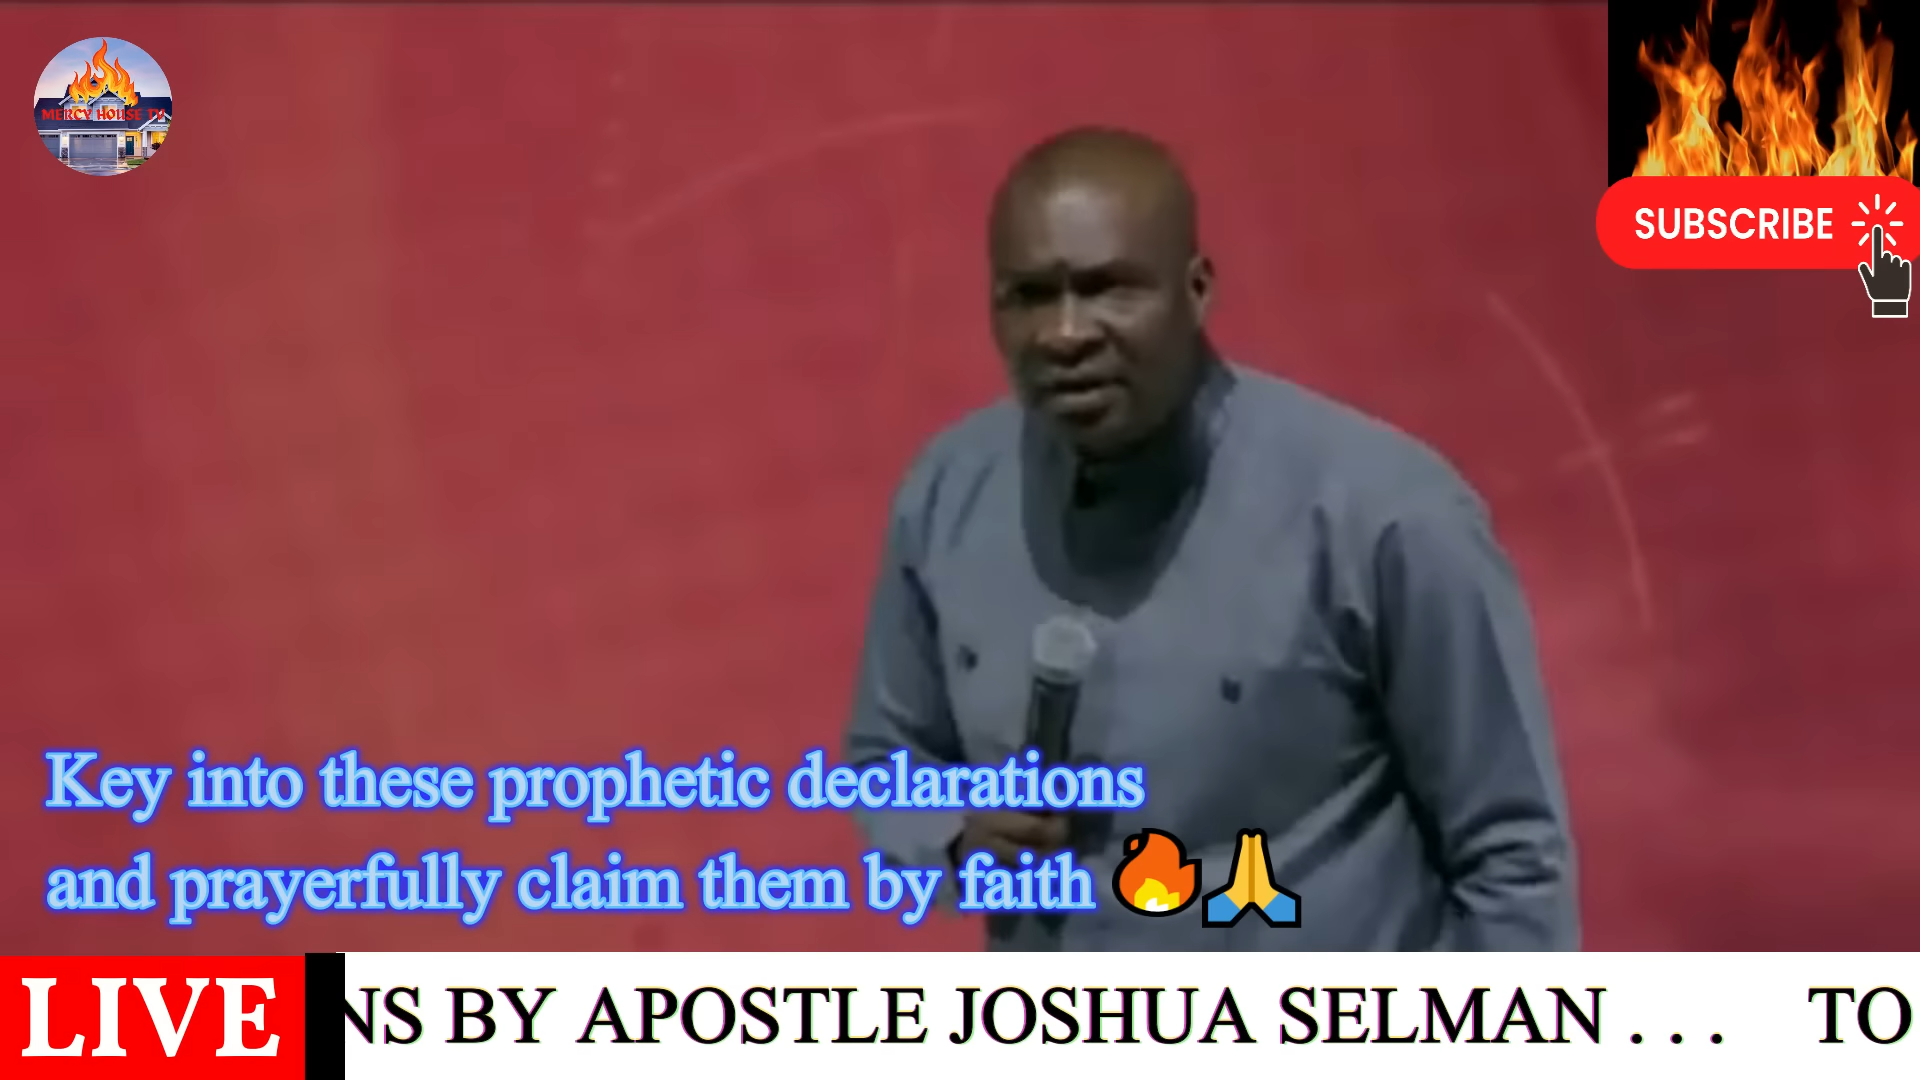 MERCY HOUSE TV
SUBSCRIBE
Key into these prophetic declarations
and prayerfully claim them by faith 🔥🙏
LIVE
NS BY APOSTLE JOSHUA SELMAN . . . TO